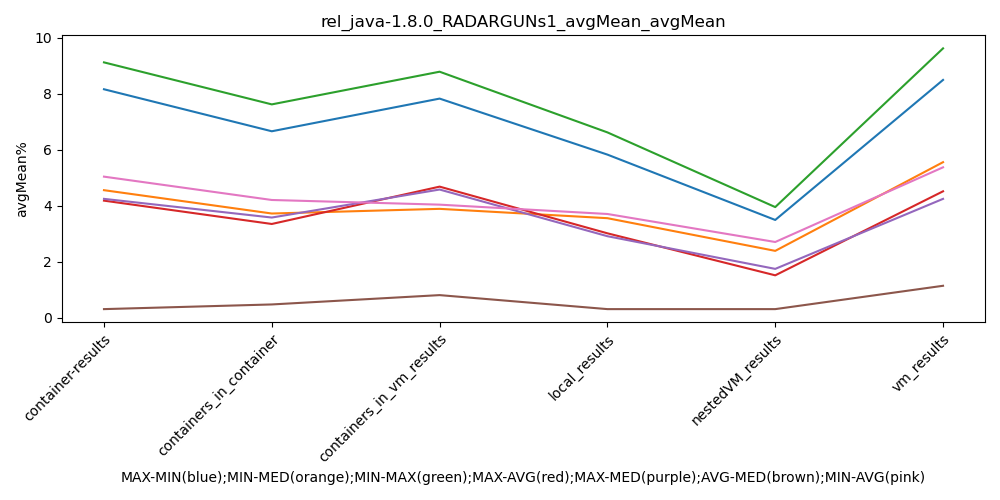 rel_java-1.8.0_RADARGUNs1_avgMean_avgMean
avgMean%
10
8
6
4
2
0
container-results
containers_in_container
containers_in_vm_results
local_results
nestedVM_results
vm_results
MAX-MIN(blue);MIN-MED(orange);MIN-MAX(green);MAX-AVG(red);MAX-MED(purple);AVG-MED(brown);MIN-AVG(pink)